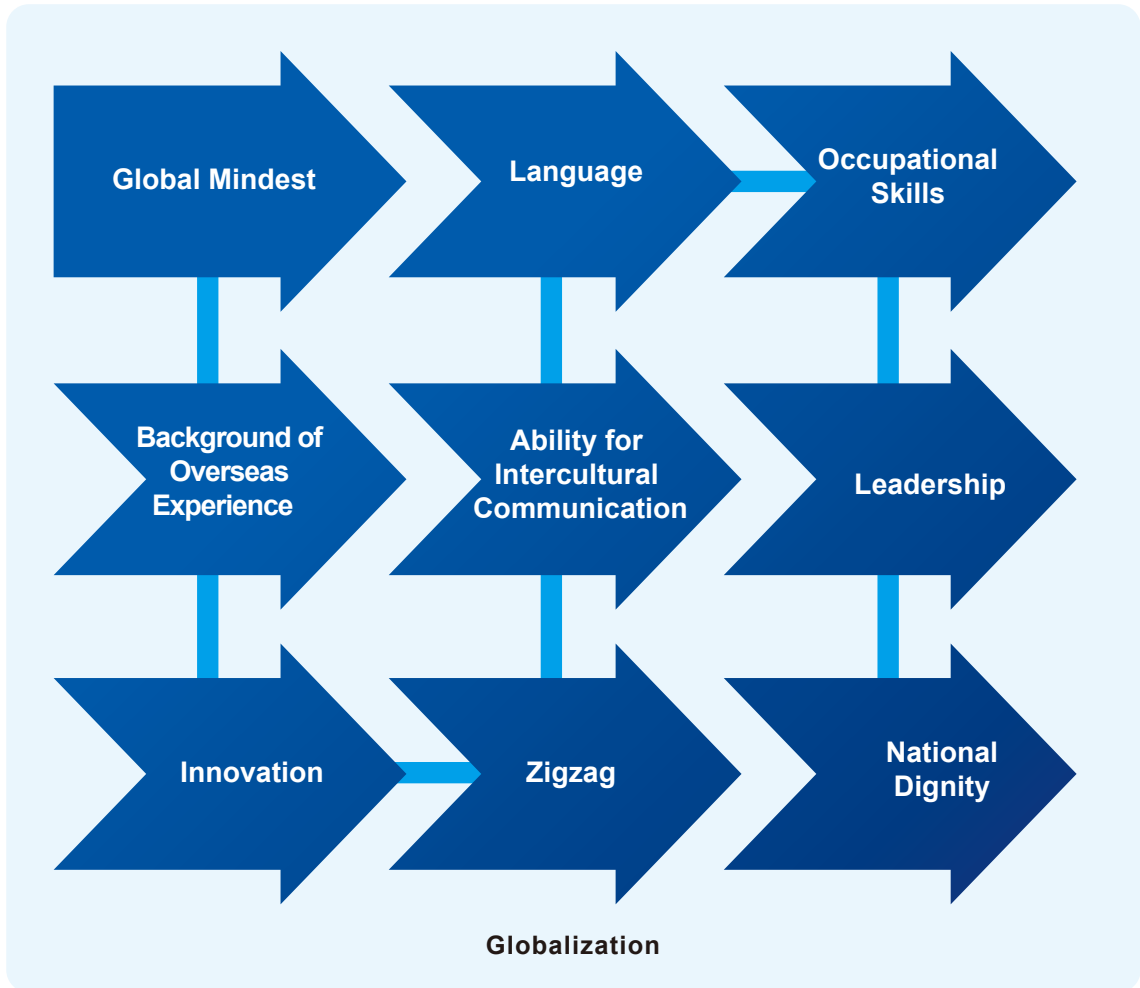 Global Mindest
Language
Occupational
Skills
Background of
Overseas
Experience
Ability for
Intercultural
Communication
Leadership
Innovation
Zigzag
National
Dignity
Globalization